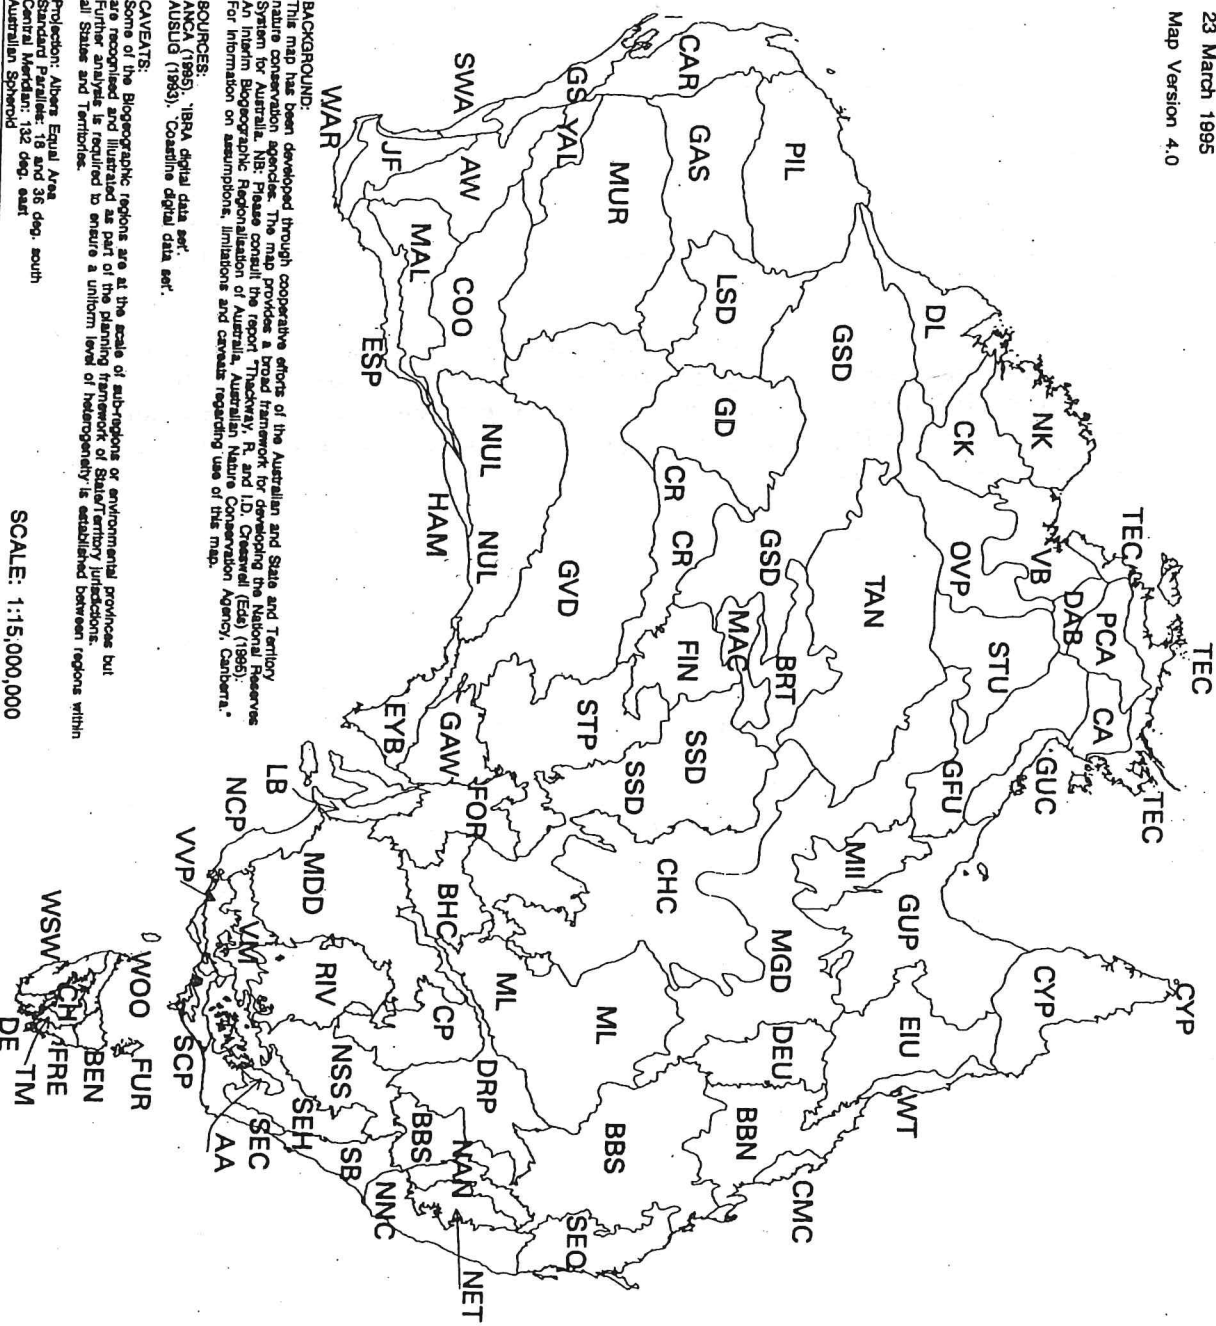 23 March 1995
Map Version 4.0
TEC
TEC
TEC
CYP
NK
VB
DAB
PCA
CA
GUC
CYP
DL
CK
OVP
STU
GFU
GUP
EIU
WT
PIL
GSD
TAN
MII
MGD
DEU
BBN
CMC
CAR
GAS
LSD
GD
CR
CR
GSD
MAC
BRT
FIN
SSD
CHC
GS
YAL
MUR
GVD
STP
SSD
ML
BBS
SEQ
SWA
AW
COO
NUL
NUL
GAW
FOR
BHC
ML
DRP
NAN
NET
WAR
JF
MAL
ESP
HAM
EYB
CP
BBS
NNC
LB
NCP
MDD
RIV
NSS
SEH
SB
VVP
VM
SCP
AA
SEC
WOO
FUR
WSW
CH
BEN
FRE
TM
DE
BACKGROUND:
This map has been developed through cooperative efforts of the Australian and State and Territory
nature conservation agencies. The map provides a broad framework for developing the National Reserves
System for Australia. NB: Please consult the report "Thackway, R. and I.D. Cresswell (Eds) (1995).
An Interim Biogeographic Regionalisation of Australia, Australian Nature Conservation Agency, Canberra."
For information on assumptions, limitations and caveats regarding use of this map.
SOURCES:
ANCA (1995). 'IBRA digital data set'.
AUSLIG (1993). 'Coastline digital data set'.
CAVEATS:
Some of the Biogeographic regions are at the scale of sub-regions or environmental provinces but
are recognised and illustrated as part of the planning framework of State/Territory jurisdictions.
Further analysis is required to ensure a uniform level of heterogeneity is established between regions within
all States and Territories.
Projection: Albers Equal Area
Standard Parallels: 18 and 36 deg. south
Central Meridian: 132 deg. east
Australian Spheroid
SCALE: 1:15,000,000